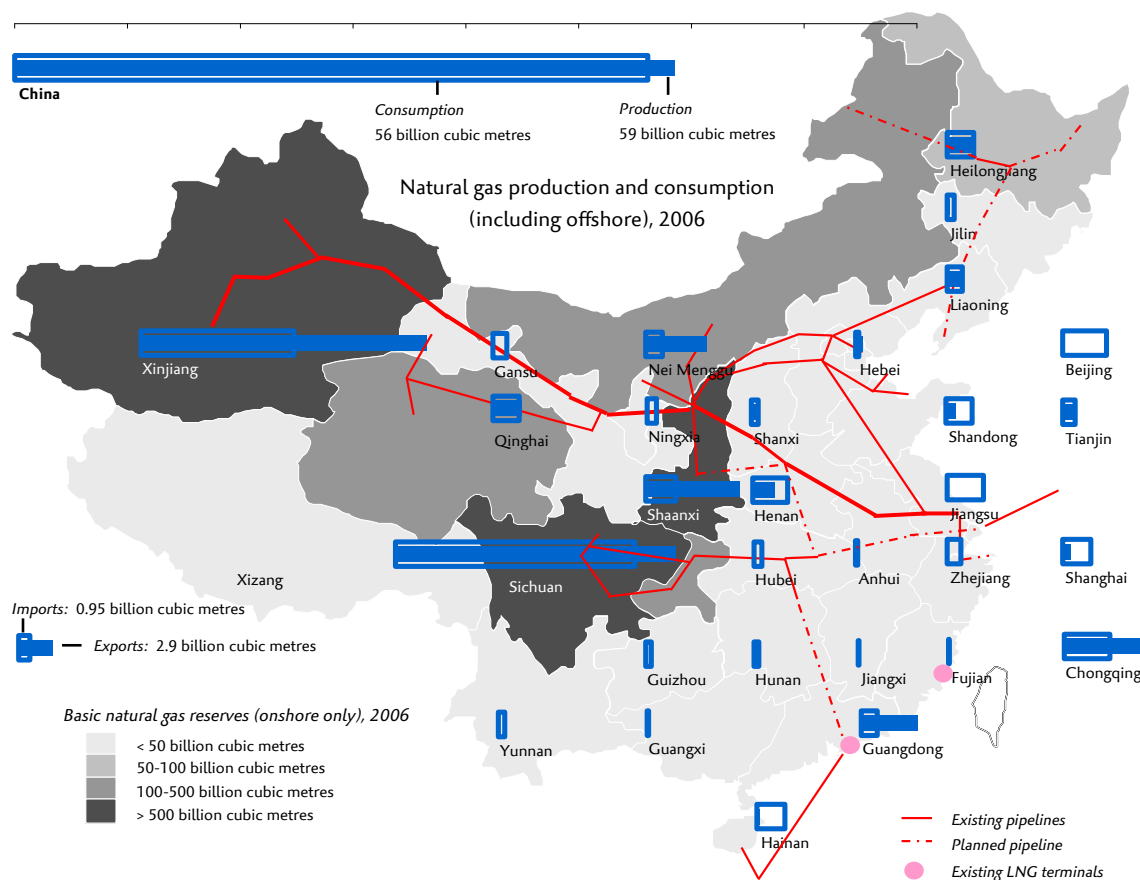 China
Consumption
56 billion cubic metres
Production
59 billion cubic metres
Natural gas production and consumption
(including offshore), 2006
Heilongjiang
Jilin
Liaoning
Xinjiang
Gansu
Nei Menggu
Hebei
Beijing
Qinghai
Ningxia
Shanxi
Shandong
Tianjin
Shaanxi
Henan
Jiangsu
Xizang
Sichuan
Hubei
Anhui
Zhejiang
Shanghai
Imports: 0.95 billion cubic metres
Exports: 2.9 billion cubic metres
Guizhou
Hunan
Jiangxi
Fujian
Chongqing
Basic natural gas reserves (onshore only), 2006
< 50 billion cubic metres
50-100 billion cubic metres
100-500 billion cubic metres
> 500 billion cubic metres
Yunnan
Guangxi
Guangdong
Hainan
Existing pipelines
Planned pipeline
Existing LNG terminals